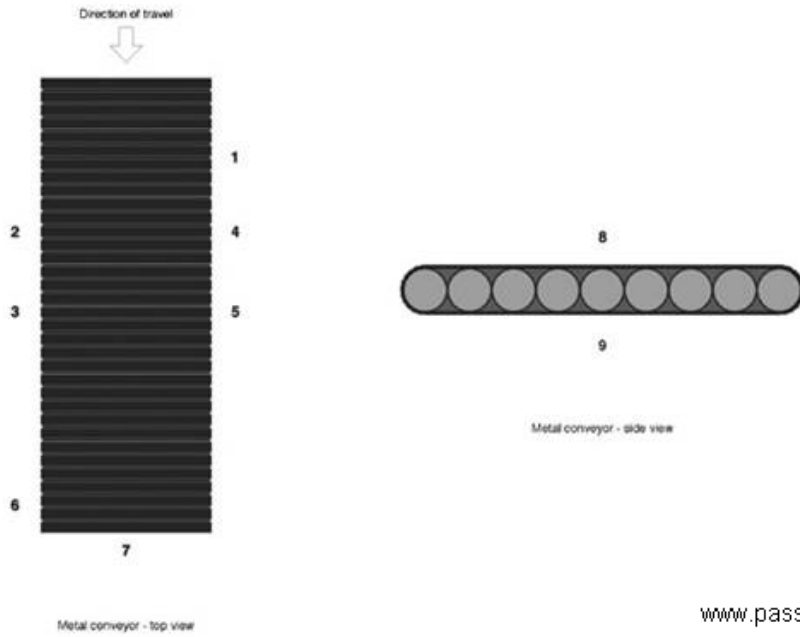 Direction of travel
1
2
4
3
5
6
7
8
9
Metal conveyor - side view
Metal conveyor - top view
www.pass